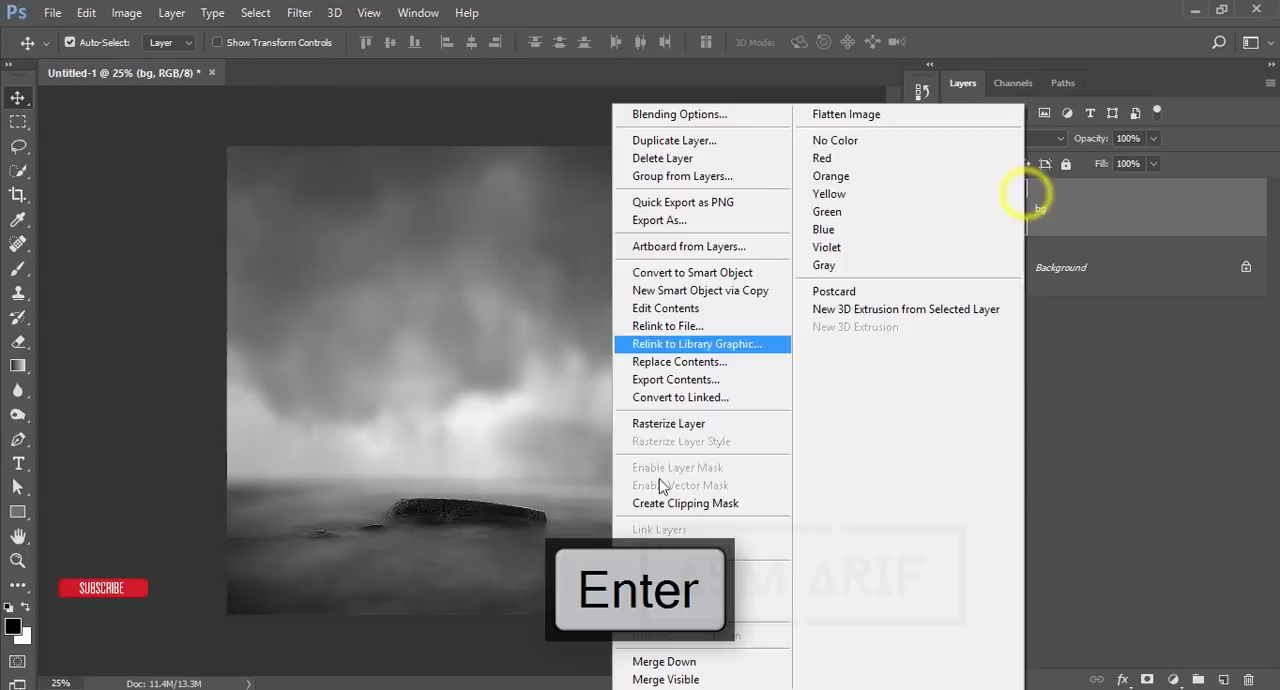 Ps File Edit Image Layer Type Select Filter 3D View Window Help
Auto-Select: Layer Show Transform Controls 3D Mode:
Untitled-1 @ 25% (bg, RGB/8) *
Layers Channels Paths
Opacity: 100%
Fill: 100%
bg
Background
Blending Options...
Duplicate Layer...
Delete Layer
Group from Layers...
Quick Export as PNG
Export As...
Artboard from Layers...
Convert to Smart Object
New Smart Object via Copy
Edit Contents
Relink to File...
Relink to Library Graphic...
Replace Contents...
Export Contents...
Convert to Linked...
Rasterize Layer
Rasterize Layer Style
Enable Layer Mask
Enable Vector Mask
Create Clipping Mask
Link Layers
Merge Down
Merge Visible
Flatten Image
No Color
Red
Orange
Yellow
Green
Blue
Violet
Gray
Postcard
New 3D Extrusion from Selected Layer
New 3D Extrusion
Enter
ASM ARIF
SUBSCRIBE
25% Doc: 11.4M/13.3M
fx